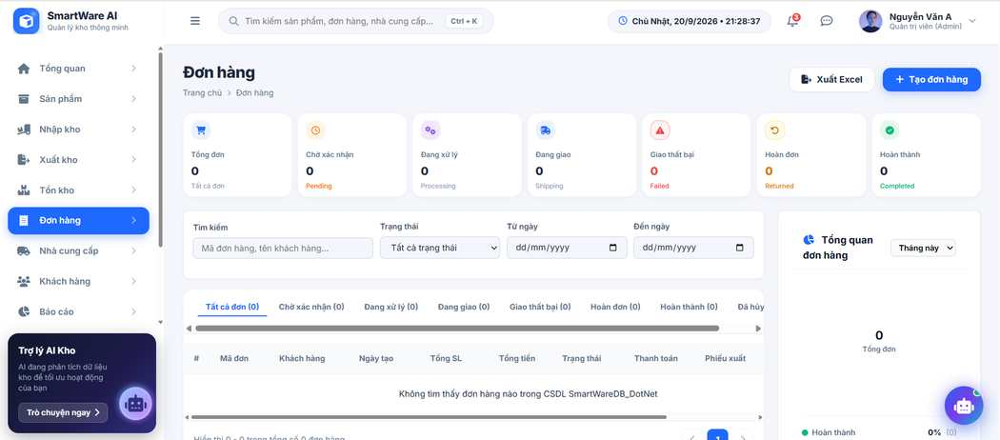 SmartWare AI
Quản lý kho thông minh
Tìm kiếm sản phẩm, đơn hàng, nhà cung cấp...
Ctrl + K
Chủ Nhật, 20/9/2026 • 21:28:37
3
Nguyễn Văn A
Quản trị viên (Admin)
Tổng quan
Sản phẩm
Nhập kho
Xuất kho
Tồn kho
Đơn hàng
Nhà cung cấp
Khách hàng
Báo cáo
Trợ lý AI Kho
AI đang phân tích dữ liệu
kho để tối ưu hoạt động
của bạn
Trò chuyện ngay
Đơn hàng
Trang chủ > Đơn hàng
Xuất Excel
+ Tạo đơn hàng
Tổng đơn
0
Tất cả đơn
Chờ xác nhận
0
Pending
Đang xử lý
0
Processing
Đang giao
0
Shipping
Giao thất bại
0
Failed
Hoàn đơn
0
Returned
Hoàn thành
0
Completed
Tìm kiếm
Mã đơn hàng, tên khách hàng...
Trạng thái
Tất cả trạng thái
Từ ngày
dd/mm/yyyy
Đến ngày
dd/mm/yyyy
Tất cả đơn (0)
Chờ xác nhận (0)
Đang xử lý (0)
Đang giao (0)
Giao thất bại (0)
Hoàn đơn (0)
Hoàn thành (0)
Đã hủy
# Mã đơn Khách hàng Ngày tạo Tổng SL Tổng tiền Trạng thái Thanh toán Phiếu xuất
Không tìm thấy đơn hàng nào trong CSDL SmartWareDB_DotNet
Hiển thị 0 - 0 trong tổng số 0 đơn hàng
1
Tổng quan
đơn hàng
Tháng này
0
Tổng đơn
Hoàn thành
0% (0)